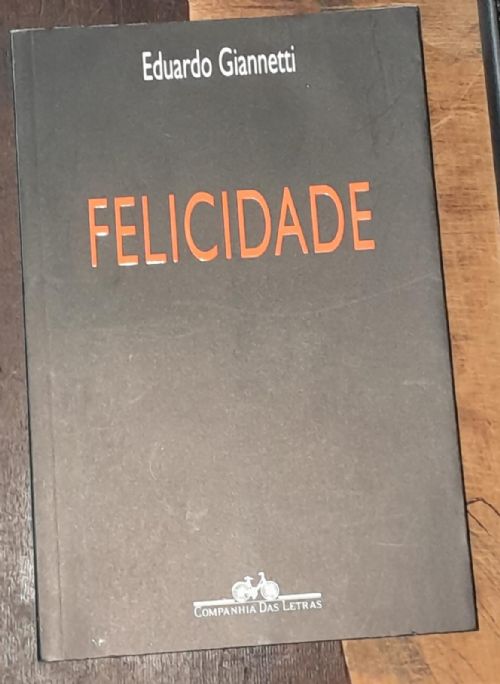 Eduardo Giannetti
FELICIDADE
COMPANHIA DAS LETRAS